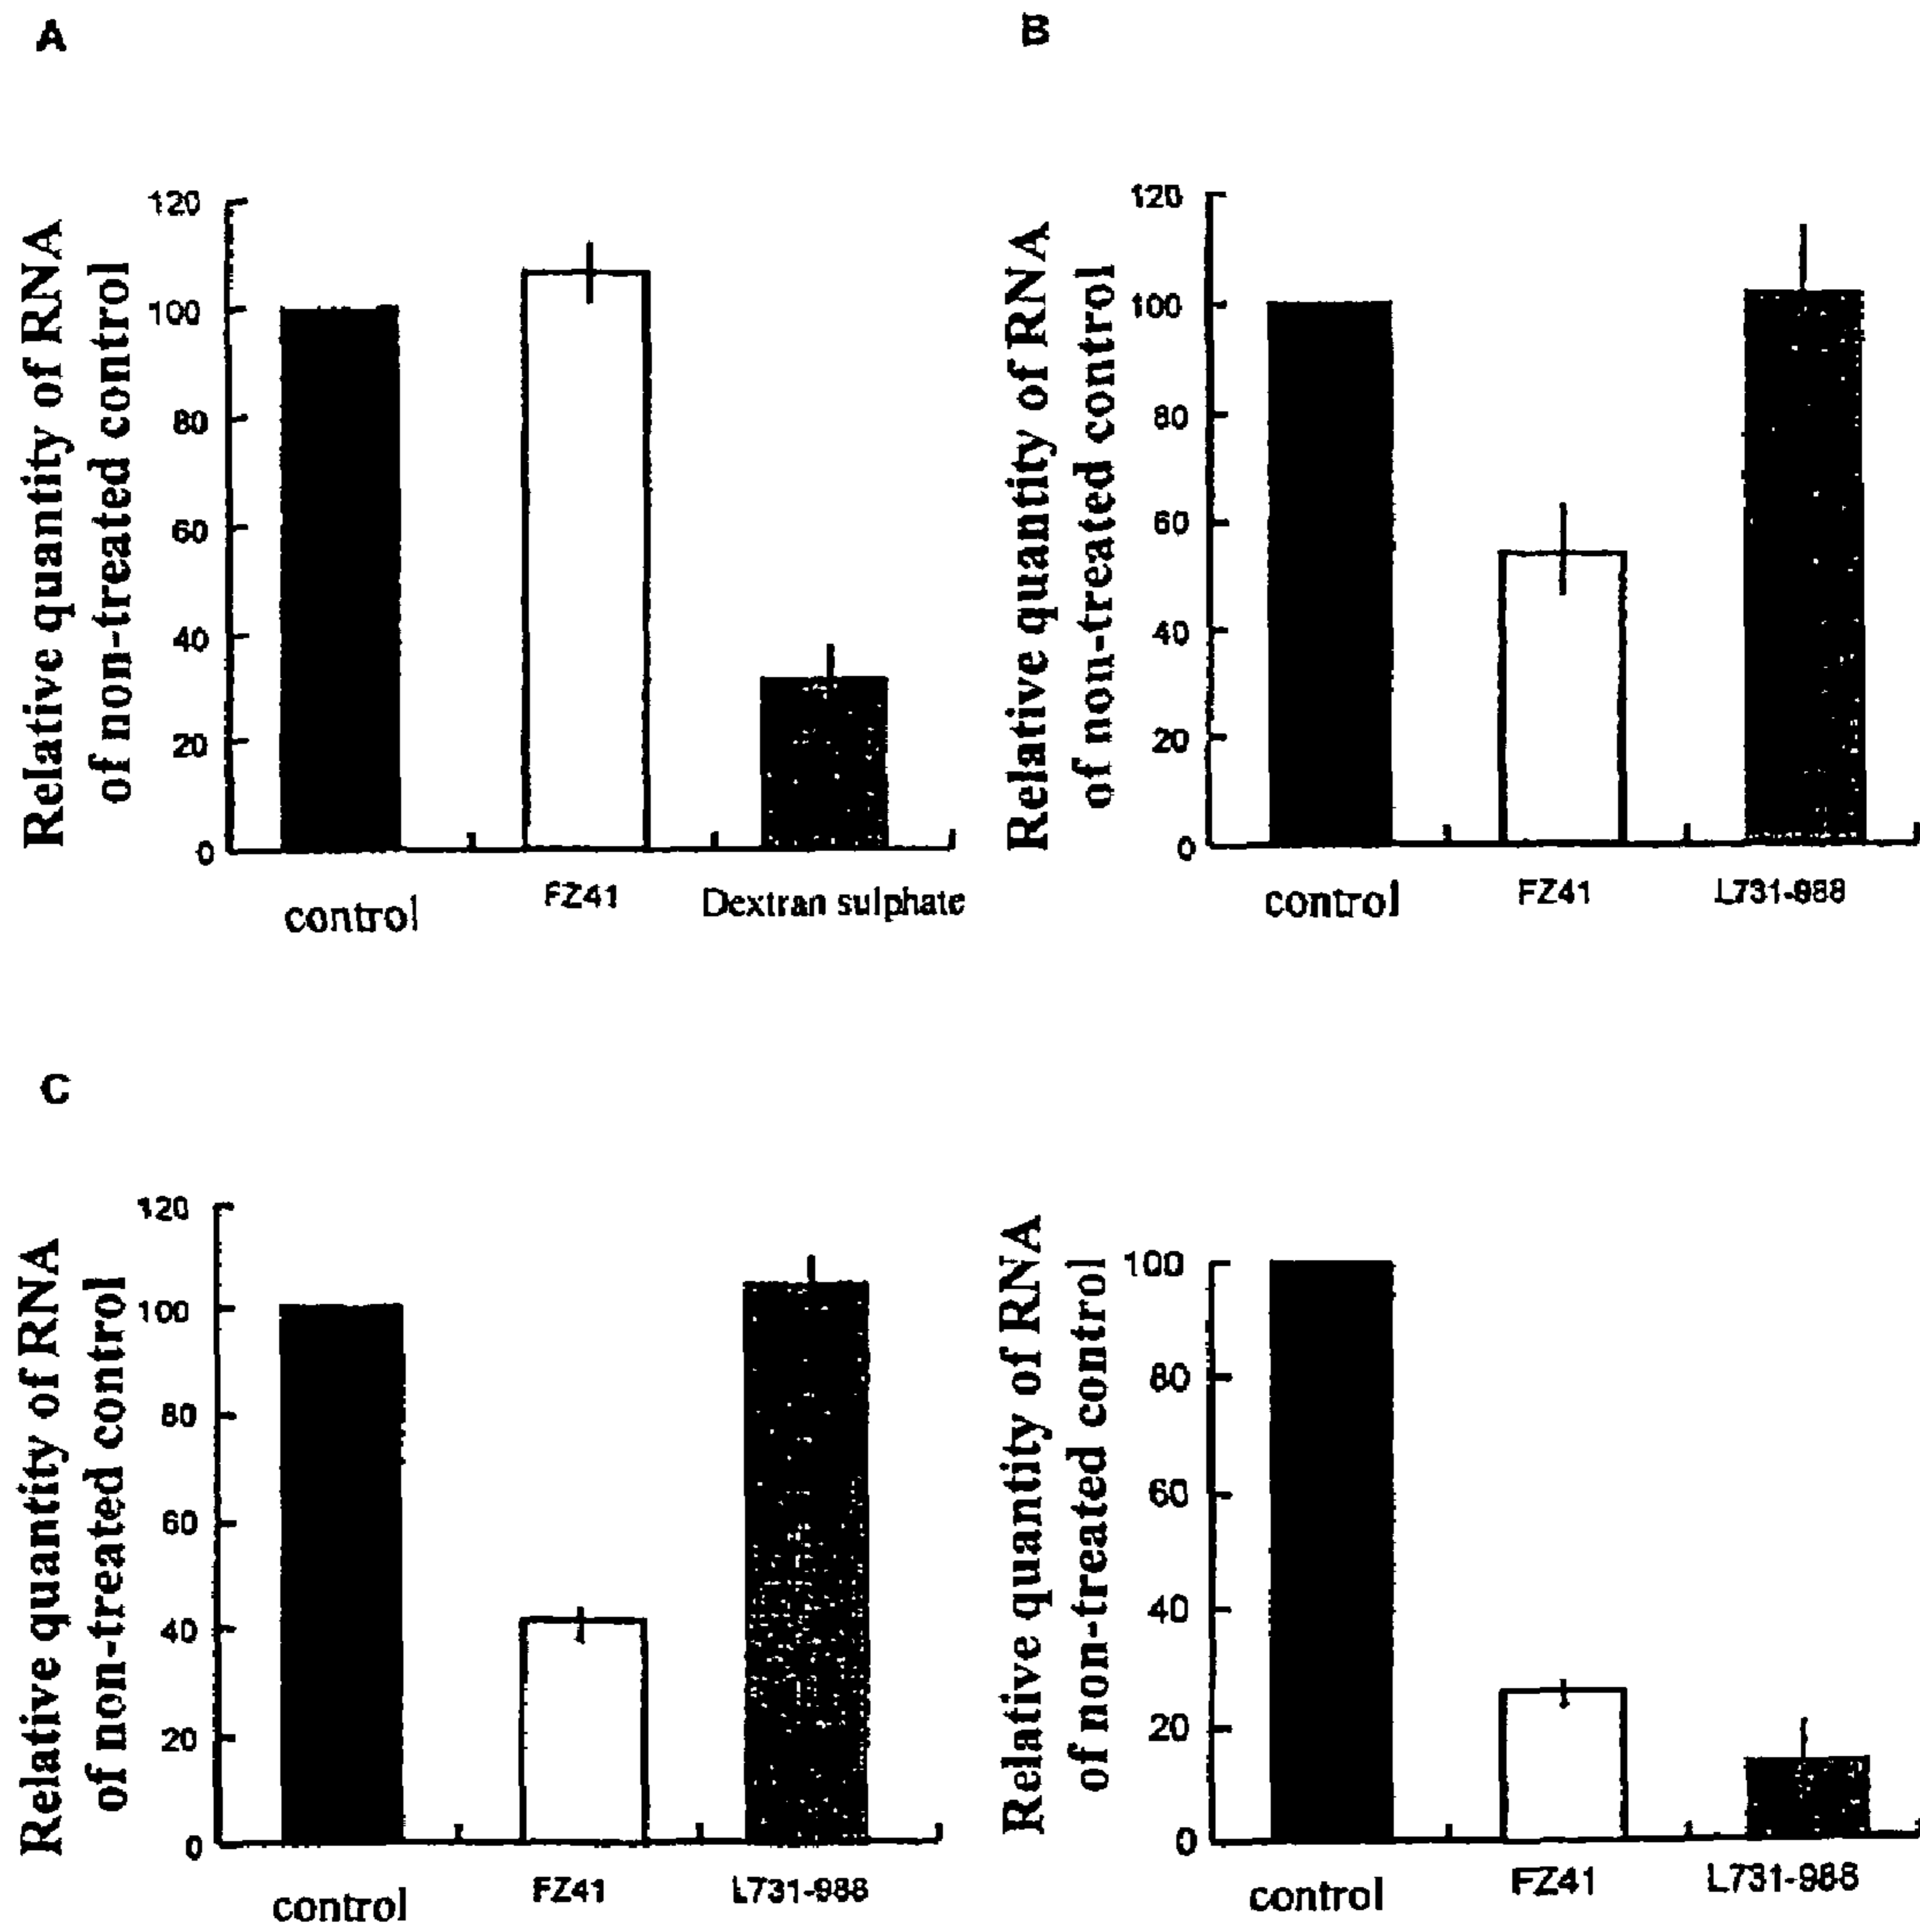 A
Relative quantity of RNA
of non-treated control
120
100
80
60
40
20
0
control
FZ41
Dextran sulphate
B
Relative quantity of RNA
of non-treated control
120
100
80
60
40
20
0
control
FZ41
L731-988
C
Relative quantity of RNA
of non-treated control
120
100
80
60
40
20
0
control
FZ41
L731-988
Relative quantity of RNA
of non-treated control
100
80
60
40
20
0
control
FZ41
L731-988